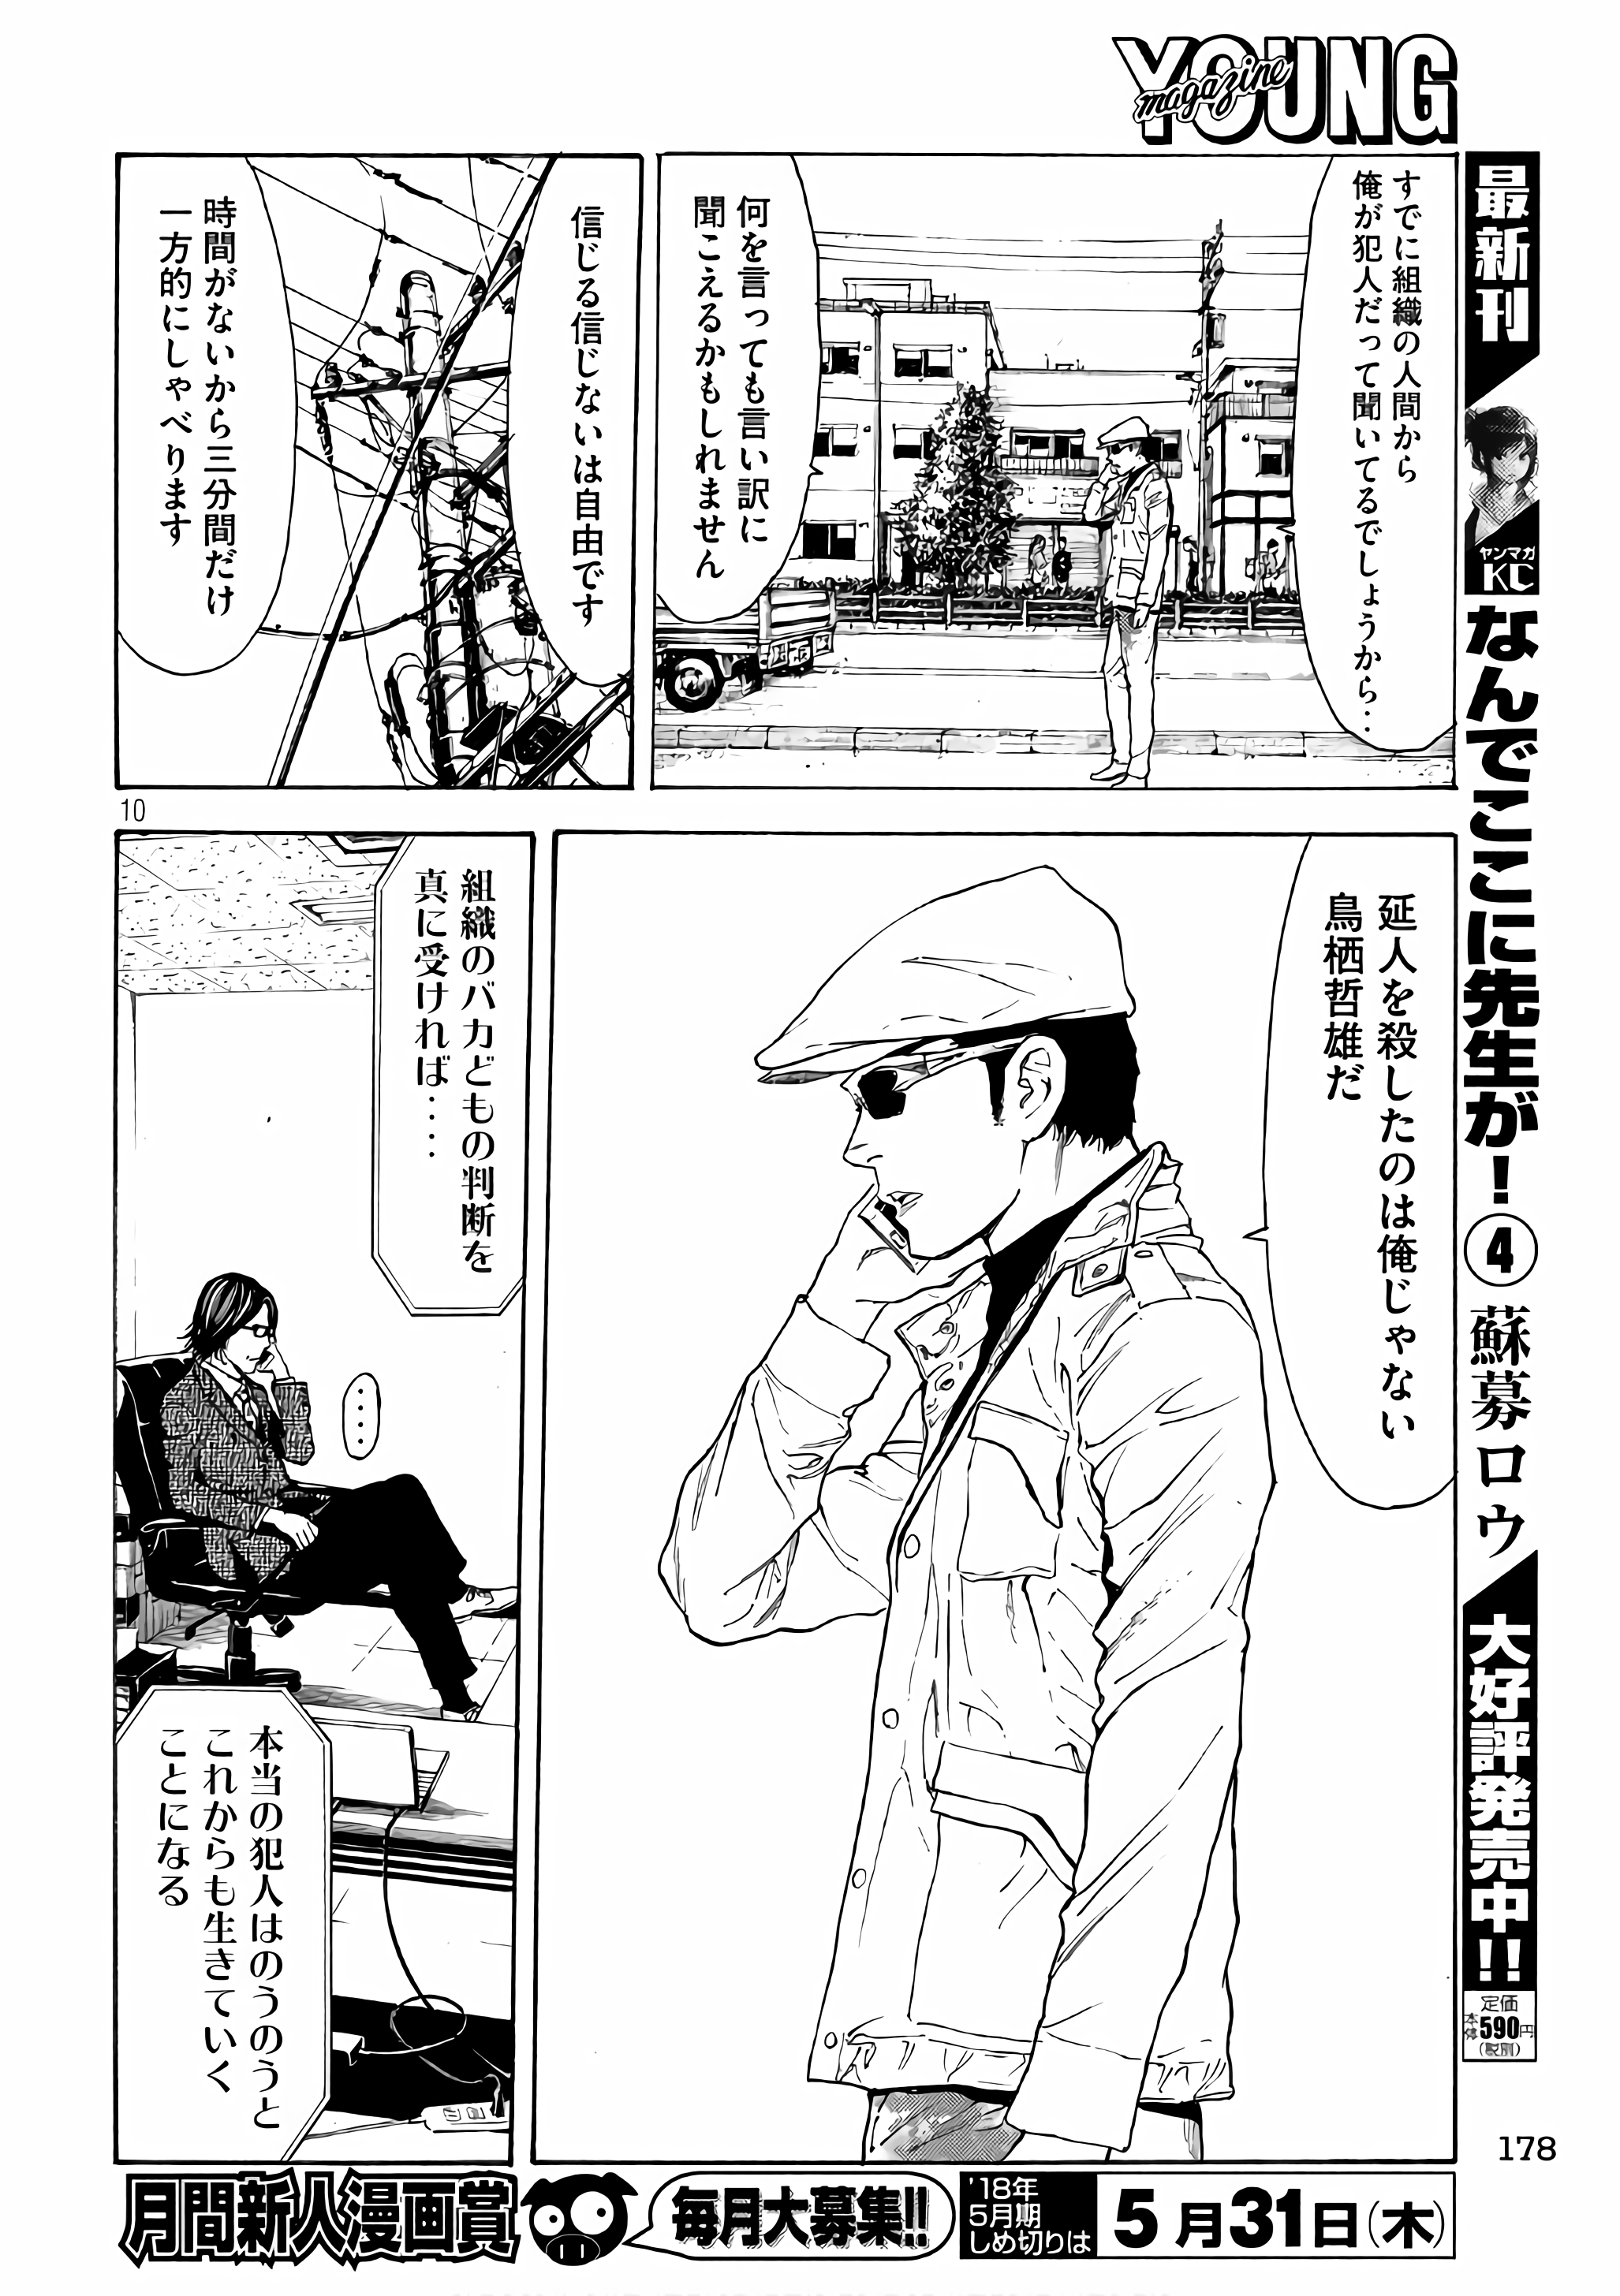 YOUNG
magazine
すでに組織の人間から
俺が犯人だって聞いてるでしょうから‥
何を言っても言い訳に
聞こえるかもしれません
信じる信じないは自由です
時間がないから三分間だけ
一方的にしゃべります
10
延人を殺したのは俺じゃない
鳥栖哲雄だ
組織のバカどもの判断を
真に受ければ‥‥
‥‥
本当の犯人はのうのうと
これからも生きていく
ことになる
最新刊
ヤンマガ
KC
なんでここに先生が!④
蘇募ロウ
大好評発売中!!
定価
本体590円
(税別)
178
月間新人漫画賞
毎月大募集!!
'18年
5月期
しめ切りは
5月31日(木)